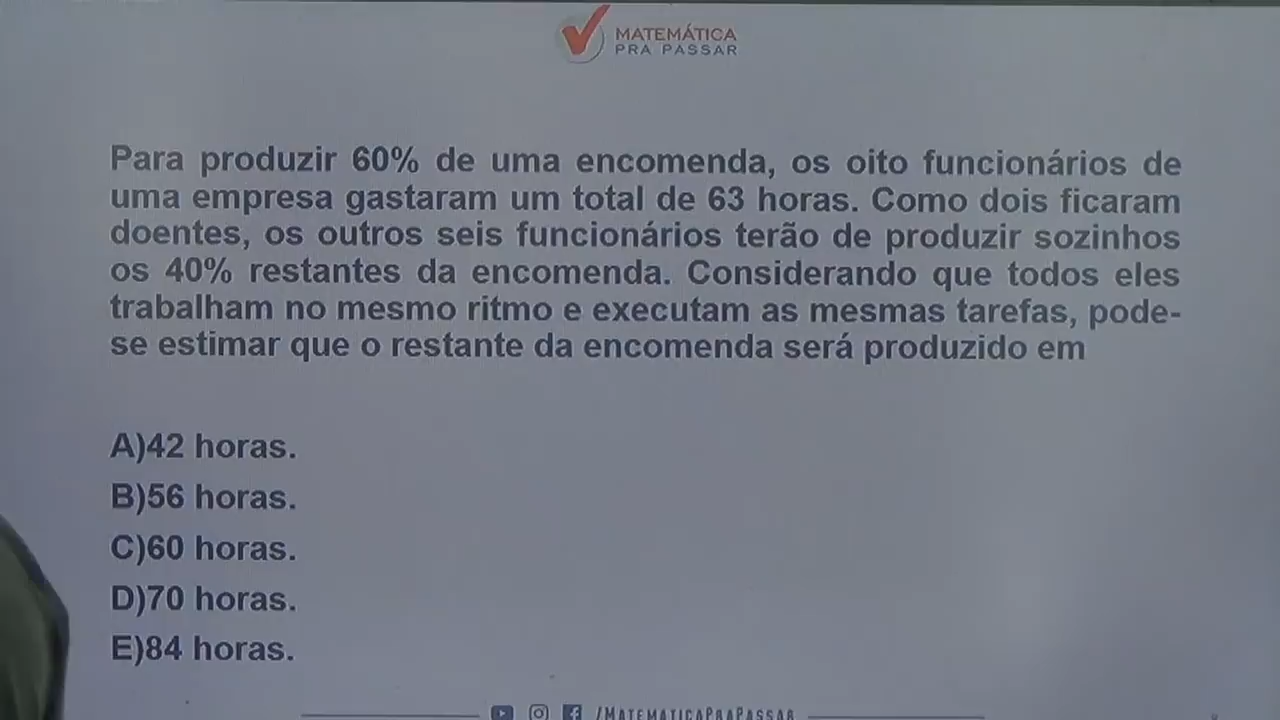 MATEMÁTICA
PRA PASSAR
Para produzir 60% de uma encomenda, os oito funcionários de
uma empresa gastaram um total de 63 horas. Como dois ficaram
doentes, os outros seis funcionários terão de produzir sozinhos
os 40% restantes da encomenda. Considerando que todos eles
trabalham no mesmo ritmo e executam as mesmas tarefas, pode-
se estimar que o restante da encomenda será produzido em
A)42 horas.
B)56 horas.
C)60 horas.
D)70 horas.
E)84 horas.
/MATEMATICAPRAPASSAR